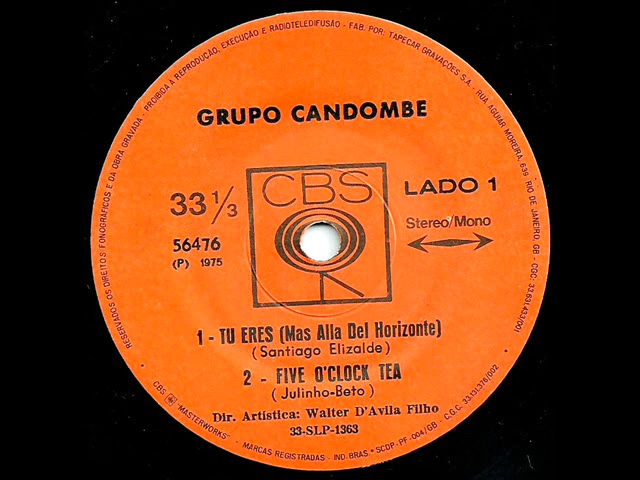 RESERVADOS OS DIREITOS FONOGRÁFICOS E DA OBRA GRAVADA - PROIBIDA A REPRODUÇÃO, EXECUÇÃO E RADIOTELEDIFUSÃO - FAB. POR: TAPECAR GRAVAÇÕES S.A. - RUA AGUIAR MOREIRA, 639 RIO DE JANEIRO, GB - CGC. 33.631.433/001
GRUPO CANDOMBE
33 1/3
CBS
LADO 1
Stereo/Mono
56476
(P) 1975
1 - TU ERES (Mas Alla Del Horizonte)
(Santiago Elizalde)
2 - FIVE O'CLOCK TEA
(Julinho-Beto)
Dir. Artística: Walter D'Avila Filho
33-SLP-1363
CBS "MASTERWORKS" - MARCAS REGISTRADAS - IND. BRAS. - SCDP-PF-004/GB - C.G.C. 33.131.376/002